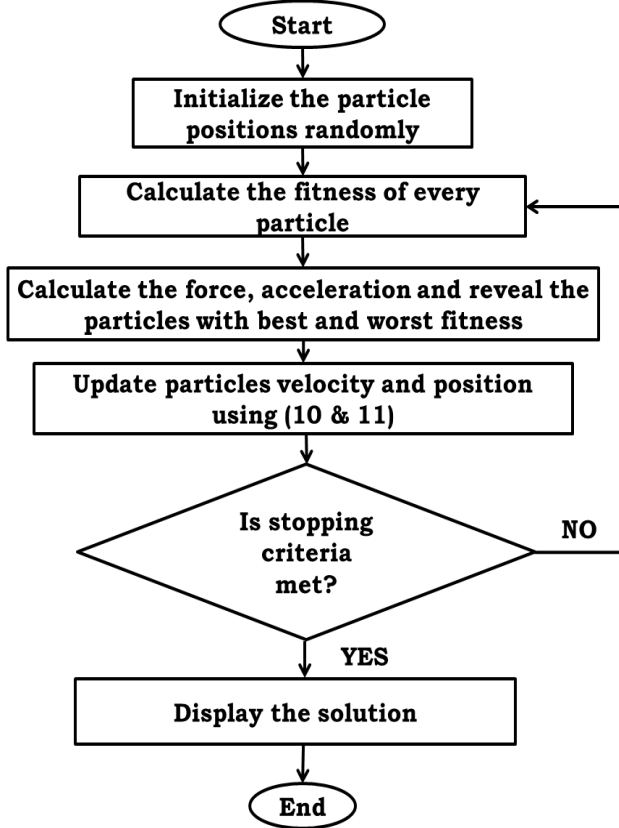 Start
Initialize the particle
positions randomly
Calculate the fitness of every
particle
Calculate the force, acceleration and reveal the
particles with best and worst fitness
Update particles velocity and position
using (10 & 11)
Is stopping
criteria
met?
NO
YES
Display the solution
End